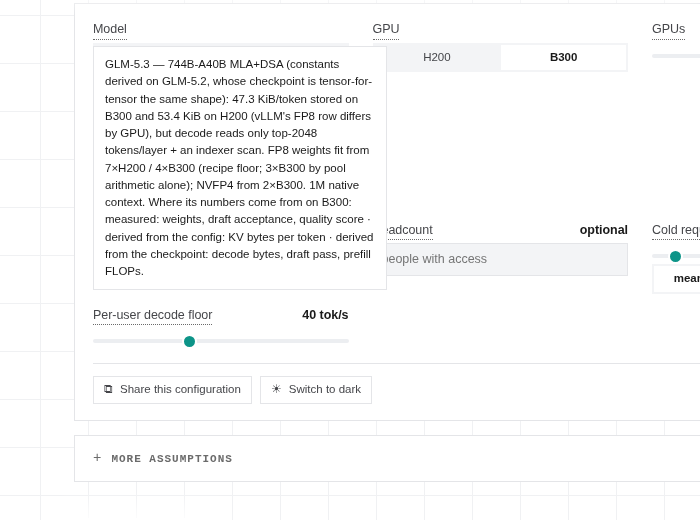 Model
GPU
GPUs
H200
B300
GLM-5.3 — 744B-A40B MLA+DSA (constants
derived on GLM-5.2, whose checkpoint is tensor-for-
tensor the same shape): 47.3 KiB/token stored on
B300 and 53.4 KiB on H200 (vLLM's FP8 row differs
by GPU), but decode reads only top-2048
tokens/layer + an indexer scan. FP8 weights fit from
7×H200 / 4×B300 (recipe floor; 3×B300 by pool
arithmetic alone); NVFP4 from 2×B300. 1M native
context. Where its numbers come from on B300:
measured: weights, draft acceptance, quality score ·
derived from the config: KV bytes per token · derived
from the checkpoint: decode bytes, draft pass, prefill
FLOPs.
eadcount
optional
Cold req
people with access
mear
Per-user decode floor
40 tok/s
Share this configuration
Switch to dark
+ MORE ASSUMPTIONS